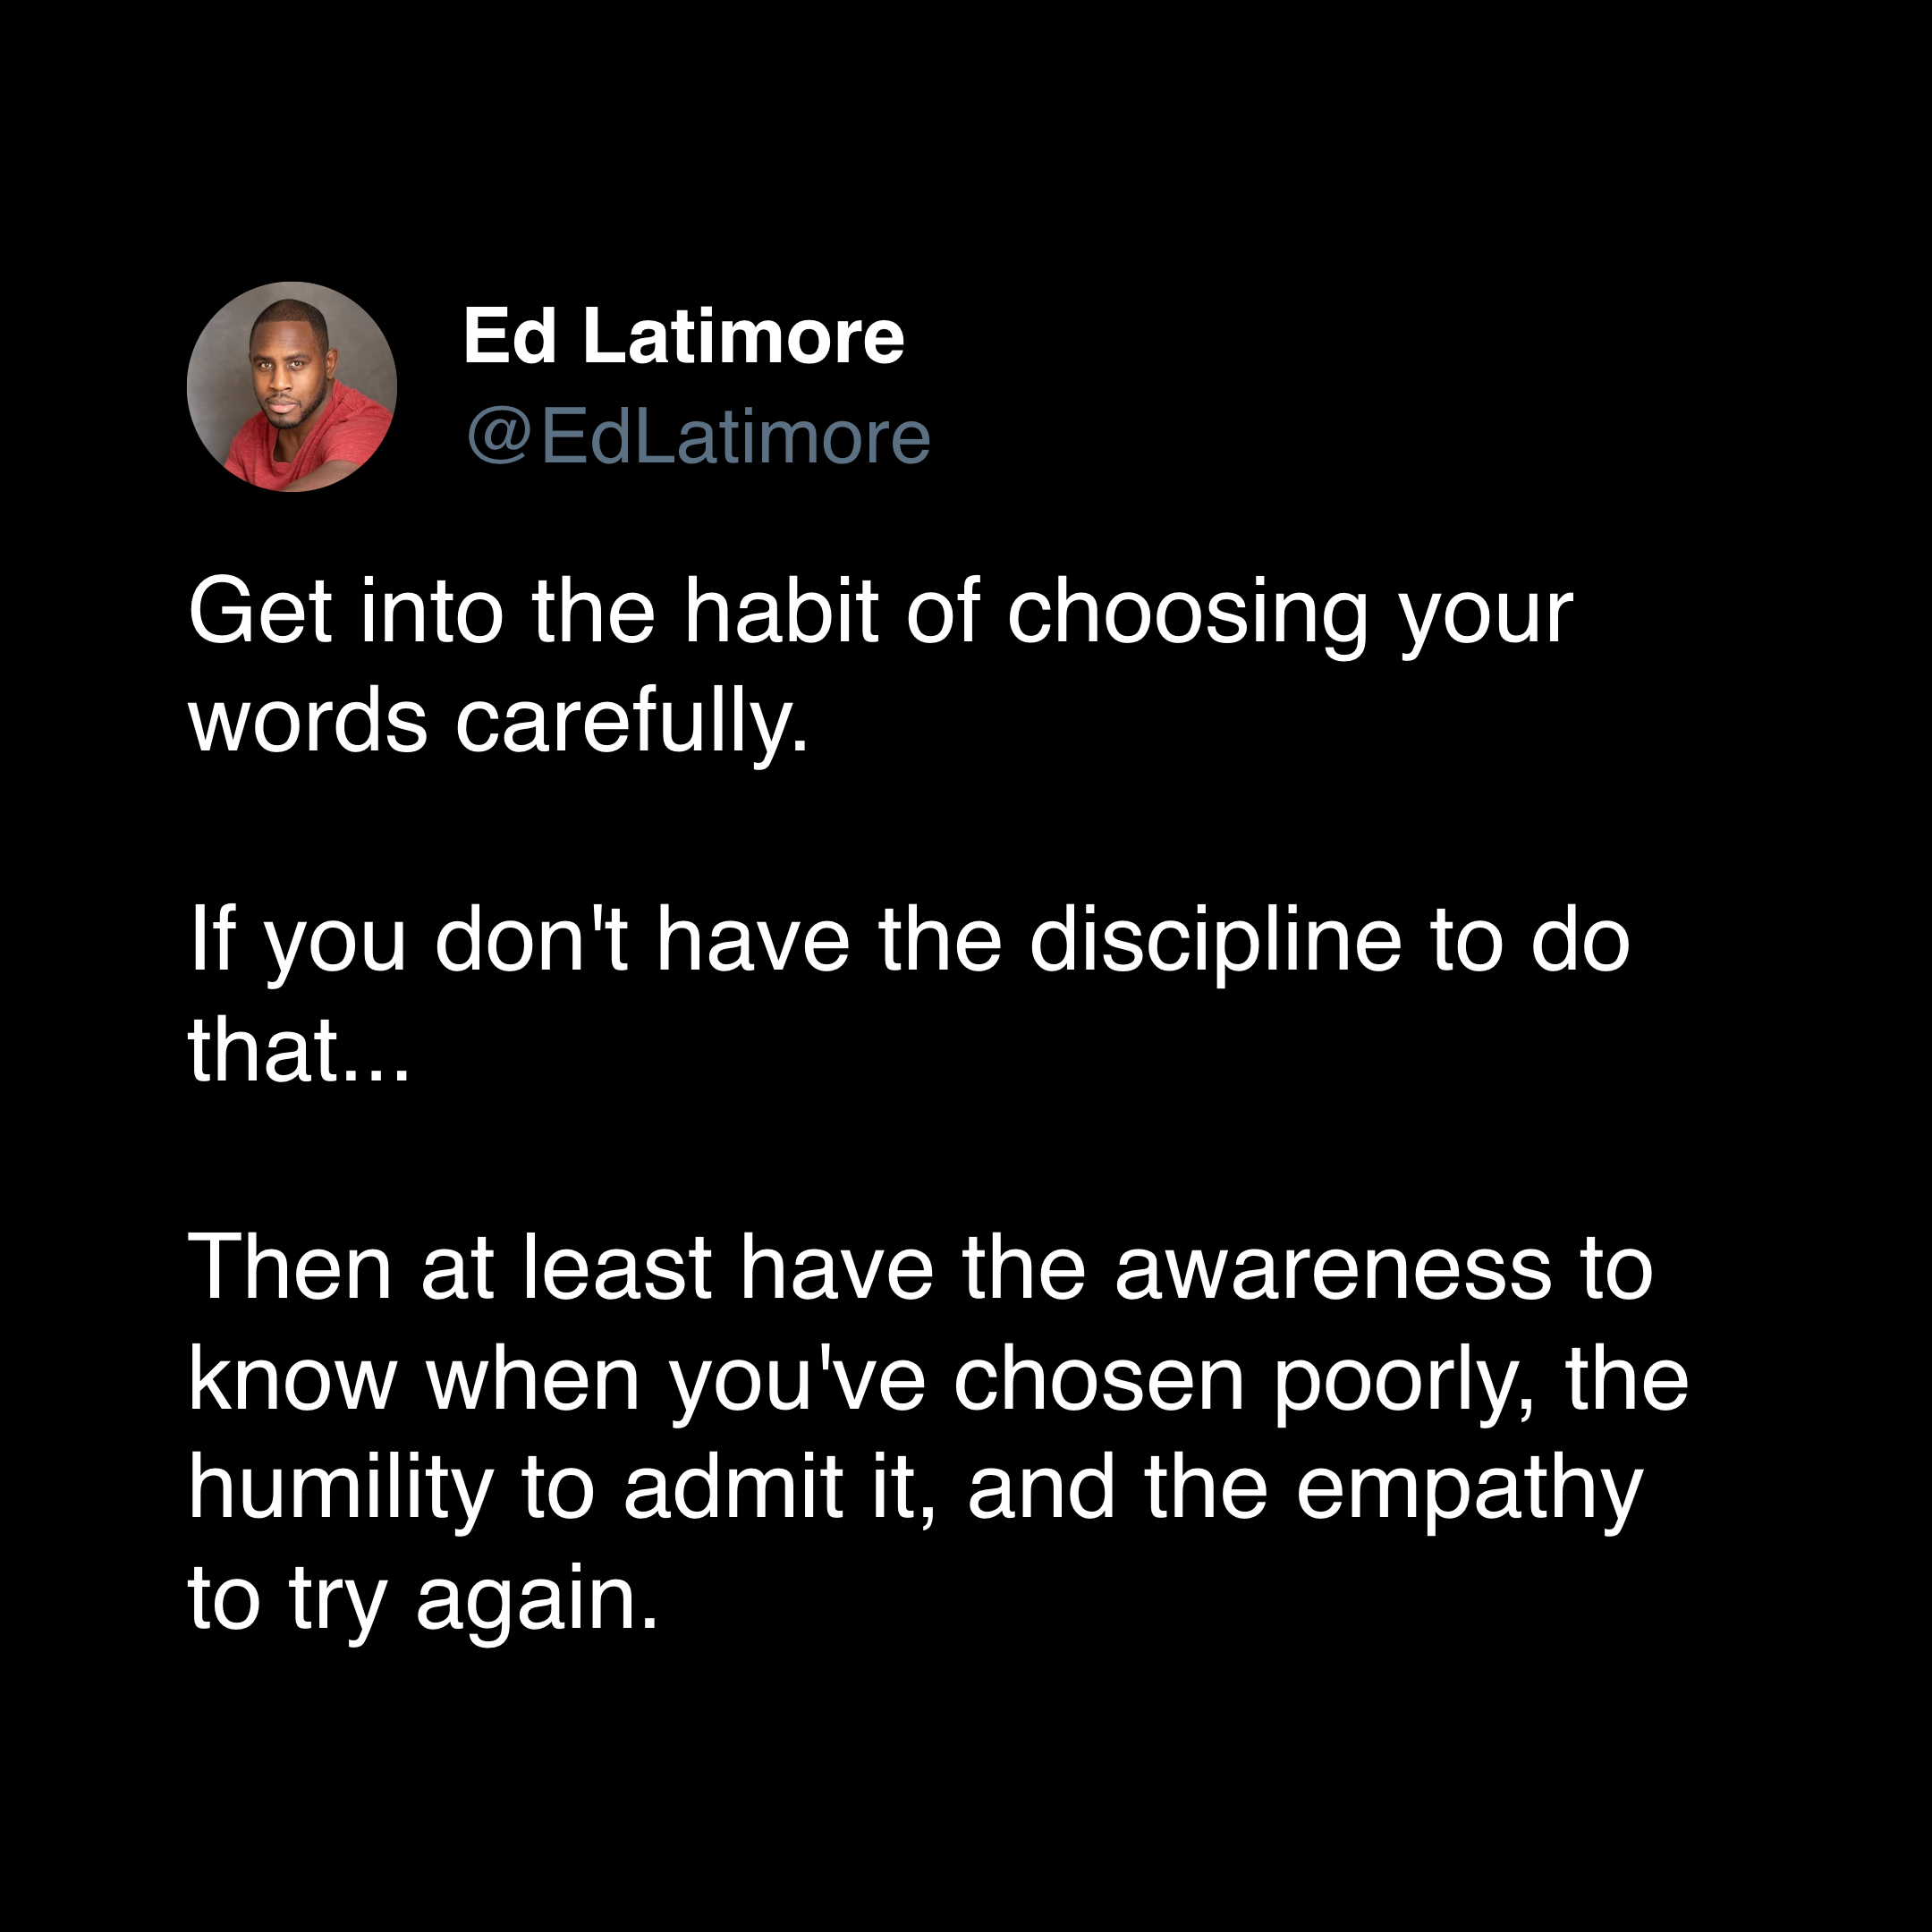 Ed Latimore
@EdLatimore
Get into the habit of choosing your
words carefully.
If you don't have the discipline to do
that...
Then at least have the awareness to
know when you've chosen poorly, the
humility to admit it, and the empathy
to try again.